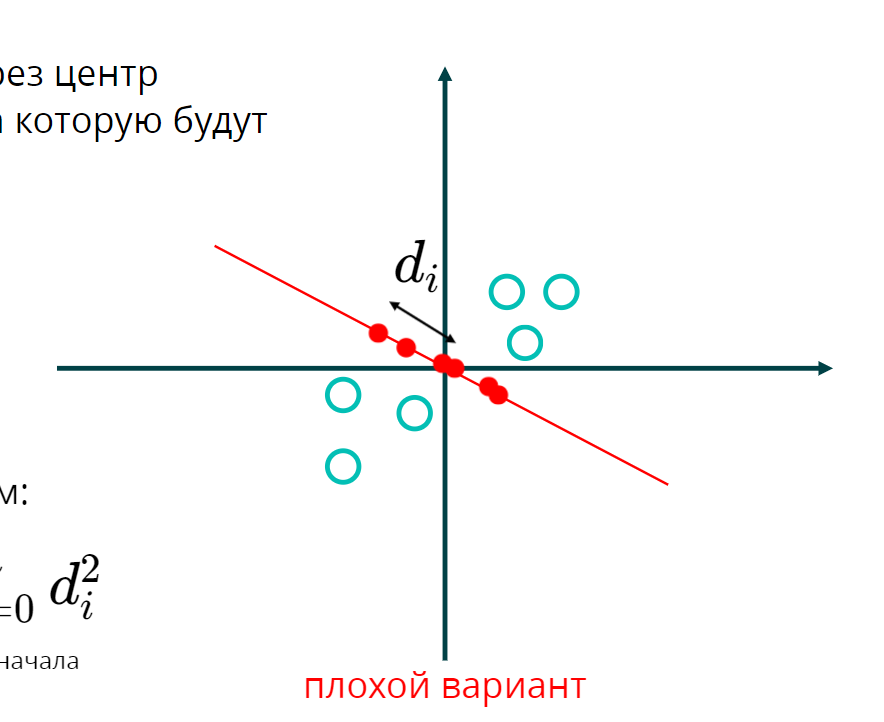 рез центр
которую будут
d_i
м:
=0 d_i^2
начала
плохой вариант